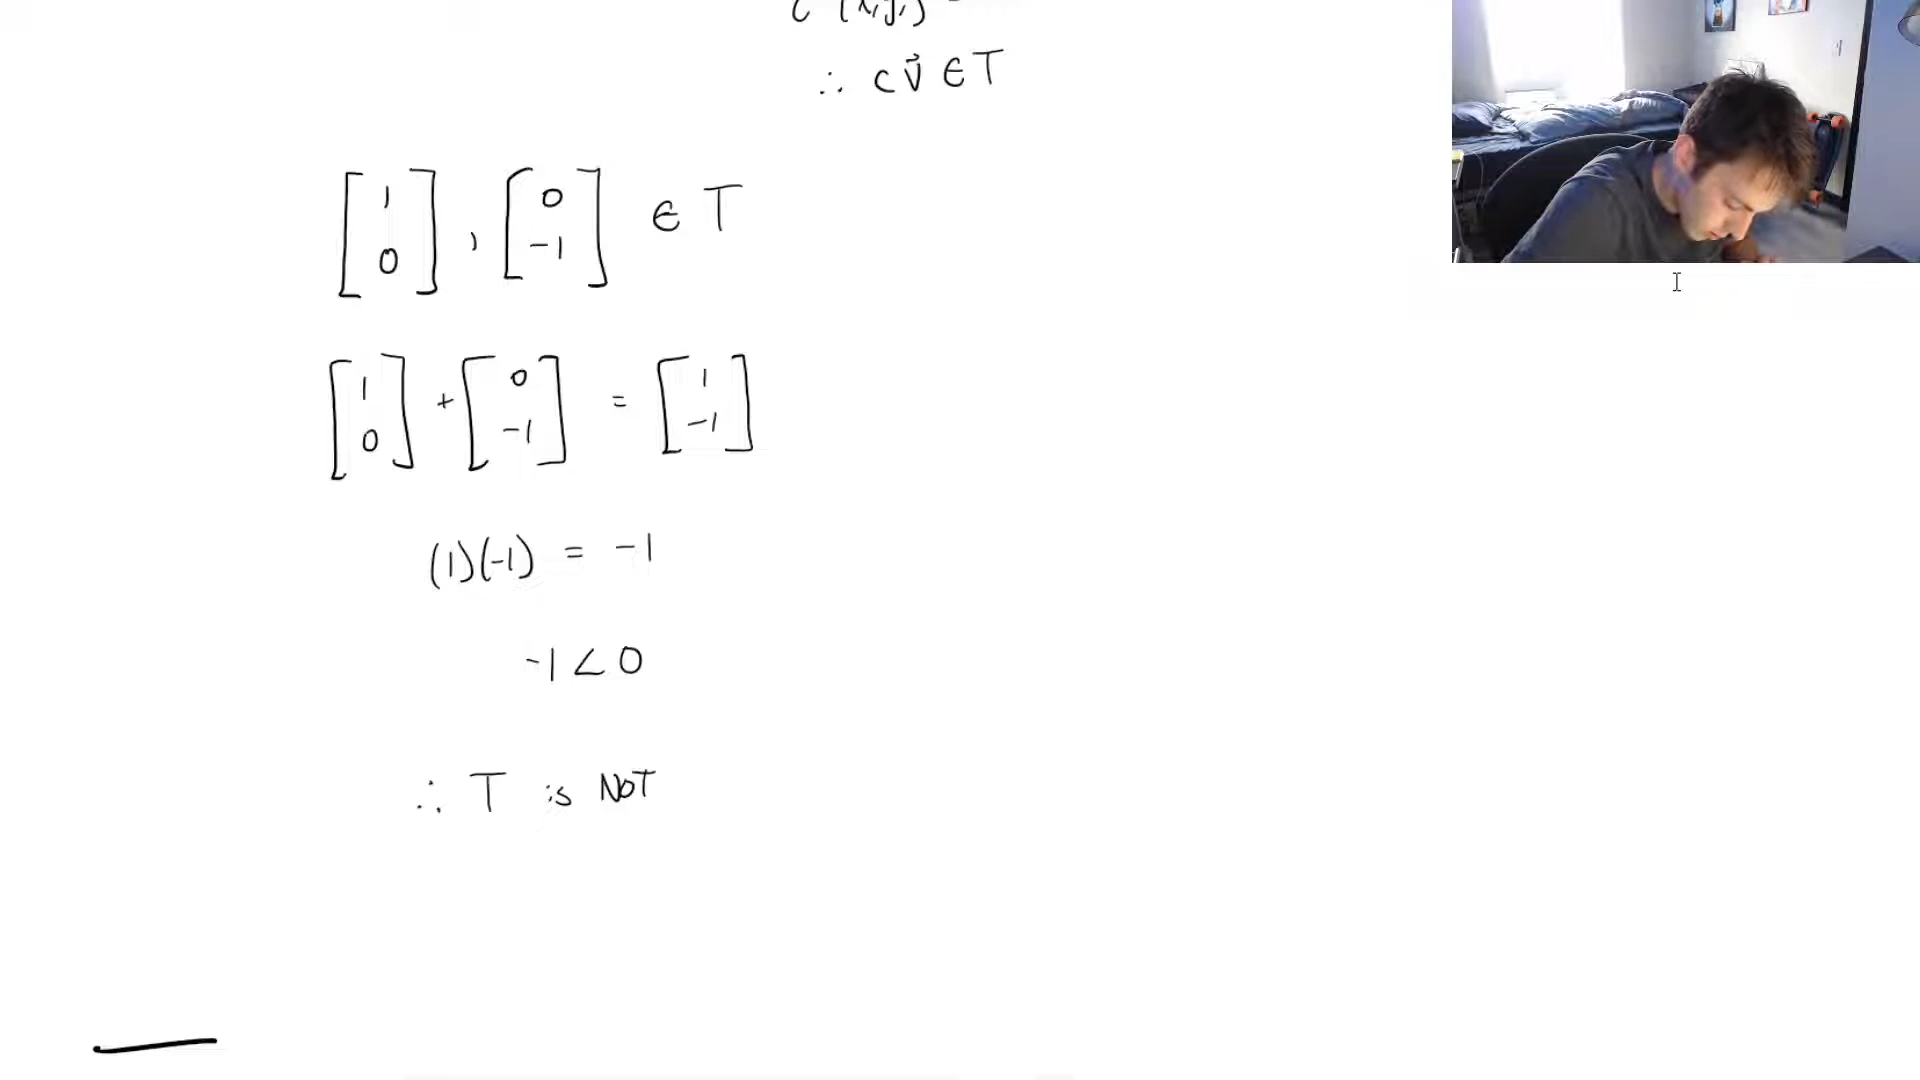 ∴ c v⃗ ∈ T
[1 0] , [0 -1] ∈ T
[1 0] + [0 -1] = [1 -1]
(1)(-1) = -1
-1 < 0
∴ T is NOT